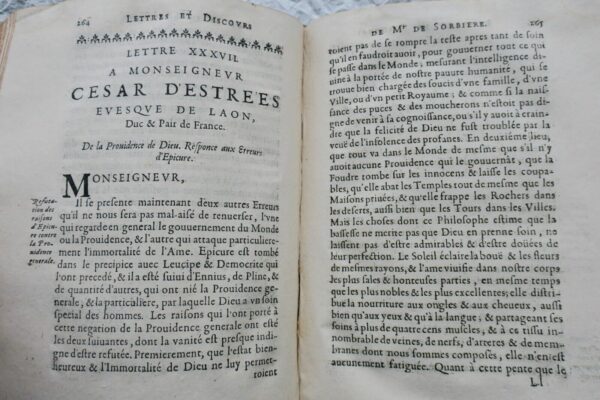 264 LETTRES ET DISCOVRS
LETTRE XXXVII
A MONSEIGNEVR
CESAR D'ESTREES
EVESQVE DE LAON,
Duc & Pair de France.
De la Prouidence de Dieu. Response aux Erreurs
d'Epicure.
MONSEIGNEVR,
Refuta-
tion des
raisons
d'Epicu-
re contre
la Pro-
uidence
generale.
Il se presente maintenant deux autres Erreurs
qu'il ne nous sera pas mal-aisé de renuerser, l'vne
qui regarde en general le gouuernement du Monde
ou la Prouidence, & l'autre qui attaque particuliere-
ment l'immortalité de l'Ame. Epicure est tombé
dans le precipice auec Leucipe & Democrite qui
l'ont precedé, & il a esté suiui d'Ennius, de Pline, &
de quantité d'autres, qui ont nié la Prouidence ge-
nerale, & la particuliere, par laquelle Dieu a vn soin
special des hommes. Les raisons qui l'ont porté à
cette negation de la Prouidence generale ont esté
les deux suiuantes, dont la vanité est presque indi-
gne d'estre refutée. Premierement, que l'estat bien-
heureux & l'Immortalité de Dieu ne luy permet-
toient
DE Mr DE SORBIERE. 265
toient pas de se rompre la teste apres tant de soin
qu'il en faudroit auoir, pour gouuerner tout ce qui
se passe dans le Monde; mesurant l'intelligence di-
uine à la portée de nostre pauure humanité, qui se
trouue bien chargée des soucis d'vne famille, d'vne
Ville, ou d'vn petit Royaume; & comme si la nais-
sance des puces & des moucherons n'estoit pas di-
gne de venir à sa cognoissance, ou s'il y auoit à crain-
dre que la felicité de Dieu ne fust troublée par la
veuë de l'insolence des profanes. En deuxiéme lieu,
que tout va dans le Monde de mesme que s'il n'y
auoit aucune Prouidence qui le gouuernât, que la
Foudre tombe sur les innocens & laisse les coupa-
bles, qu'elle abat les Temples tout de mesme que les
Maisons priuées, & qu'elle frappe les Rochers dans
les deserts, aussi bien que les Tours dans les Villes.
Mais les choses dont ce Philosophe estime que la
bassesse ne merite pas que Dieu en prenne soin, ne
laissent pas d'estre admirables & d'estre doüées de
leur perfection. Le Soleil éclaire la bouë & les fleurs
de mesmes rayons, & l'ame viuifie dans nostre corps
les plus sales & honteuses parties, en mesme temps
que les plus nobles & les plus excellentes; elle distri-
bue la nourriture aux ongles & aux cheueux, aussi
bien qu'aux yeux & à la langue, & partageant ses
soins à plus de quatre cens muscles, & à ce tissu in-
nombrable de veines, de nerfs, d'arteres & de mem-
branes dont nous sommes composés, elle n'en est
aucunement fatiguée. Quant à cette pente que le
L l